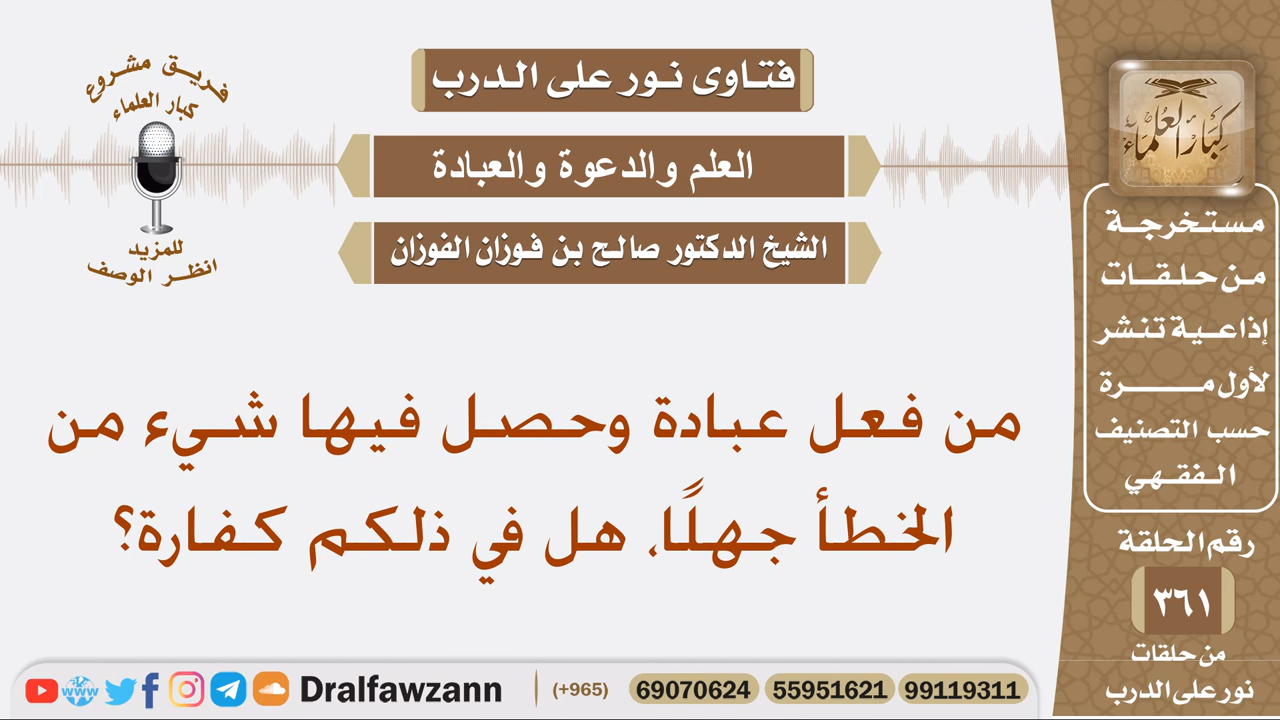 فتاوى نور على الدرب
العلم والدعوة والعبادة
الشيخ الدكتور صالح بن فوزان الفوزان
فريق مشروع
كبار العلماء
للمزيد
انظر الوصف
من فعل عبادة وحصل فيها شيء من
الخطأ جهلًا، هل في ذلكم كفارة؟
كبار العلماء
مستخرجة
من حلقات
إذاعية تنشر
لأول مرة
حسب التصنيف
الفقهي
رقم الحلقة
٣٦١
من حلقات
نور على الدرب
www Dralfawzann (+965) 69070624 55951621 99119311